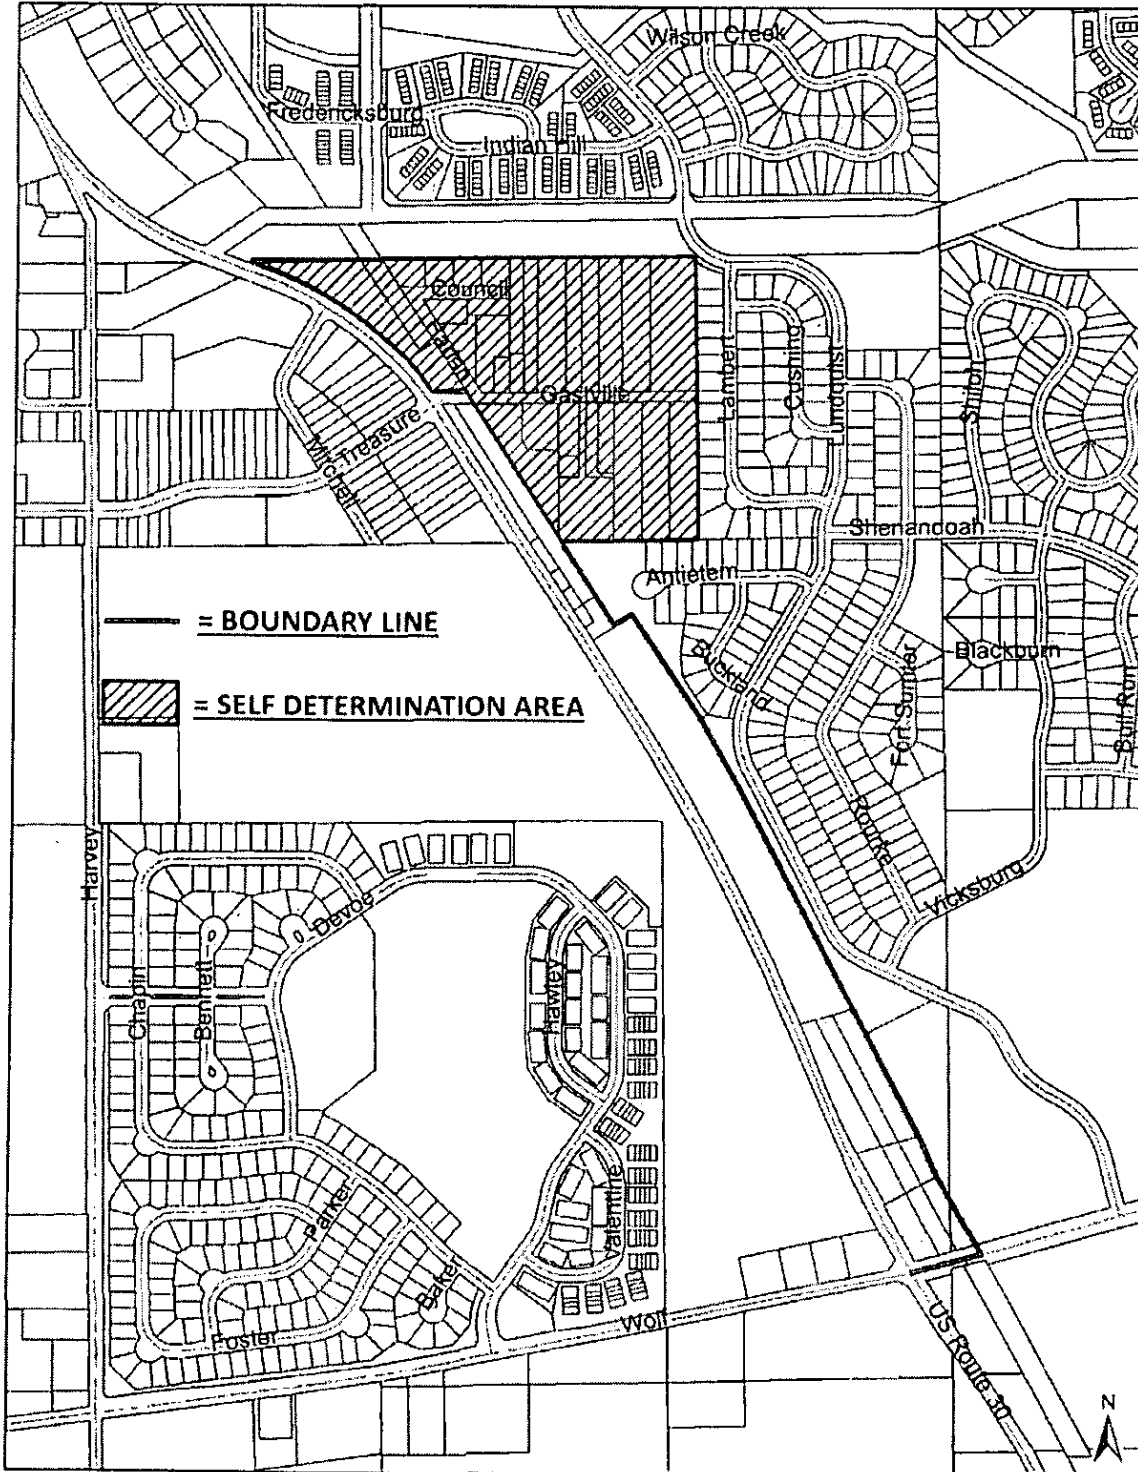 Wilson Creek
Fredericksburg
Indian Hill
Council
Gastville
Lambert
Cushing
Lundquist
Shiloh
Treasure
Mitchell
Shenandoah
Antietem
= BOUNDARY LINE
Buckland
Blackburn
Fort Sumter
Bull Run
= SELF DETERMINATION AREA
Rourke
Harvey
Vicksburg
Devoe
Chapin
Bennett
Hawley
Parker
Valentine
Baker
Foster
Wolf
US Route 30
N